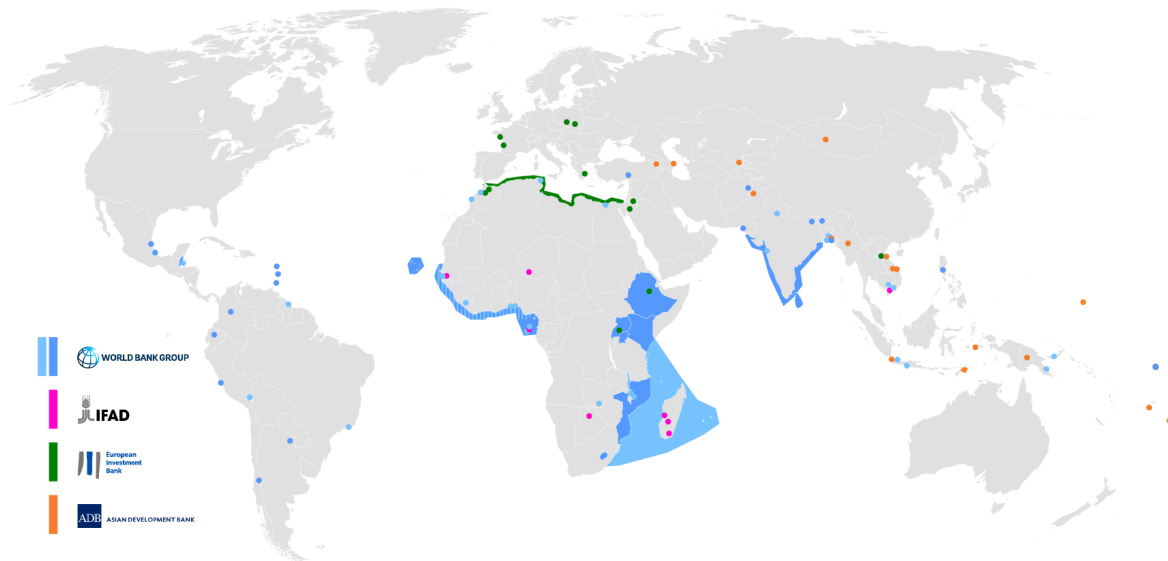 WORLD BANK GROUP
IFAD
European
Investment
Bank
ADB ASIAN DEVELOPMENT BANK